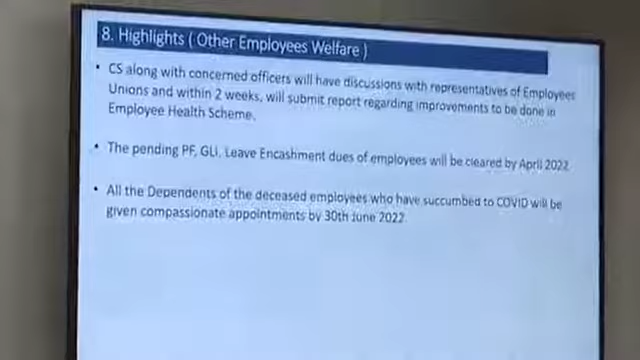 8. Highlights ( Other Employees Welfare )
• CS along with concerned officers will have discussions with representatives of Employees
Unions and within 2 weeks, will submit report regarding improvements to be done in
Employee Health Scheme.
• The pending PF, GLI, Leave Encashment dues of employees will be cleared by April 2022
• All the Dependents of the deceased employees who have succumbed to COVID will be
given compassionate appointments by 30th June 2022